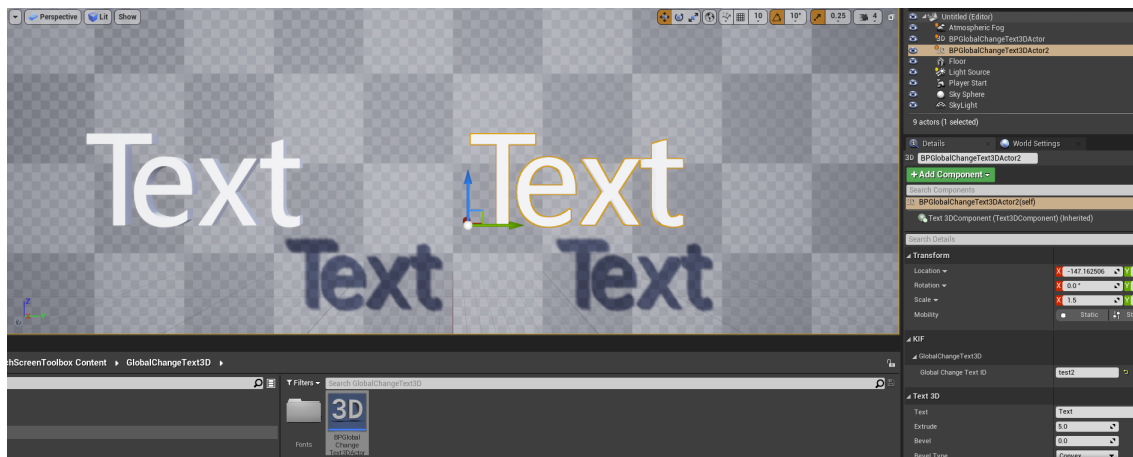 Perspective Lit Show
10 10° 0.25 4
Text Text
Text Text
Z
Untitled (Editor)
Atmospheric Fog
3D BPGlobalChangeText3DActor
BPGlobalChangeText3DActor2
Floor
Light Source
Player Start
Sky Sphere
SkyLight
9 actors (1 selected)
Details World Settings
3D BPGlobalChangeText3DActor2
+ Add Component
Search Components
BPGlobalChangeText3DActor2(self)
Text 3DComponent (Text3DComponent) (Inherited)
Search Details
Transform
Location X -147.162506 Y
Rotation X 0.0 °
Scale X 1.5
Mobility Static St
KIF
GlobalChangeText3D
Global Change Text ID test2
Text 3D
Text Text
Extrude 5.0
Bevel 0.0
Bevel Type Convex
chScreenToolbox Content GlobalChangeText3D
Filters Search GlobalChangeText3D
3D
Fonts
BPGlobal
Change
Text3DActor